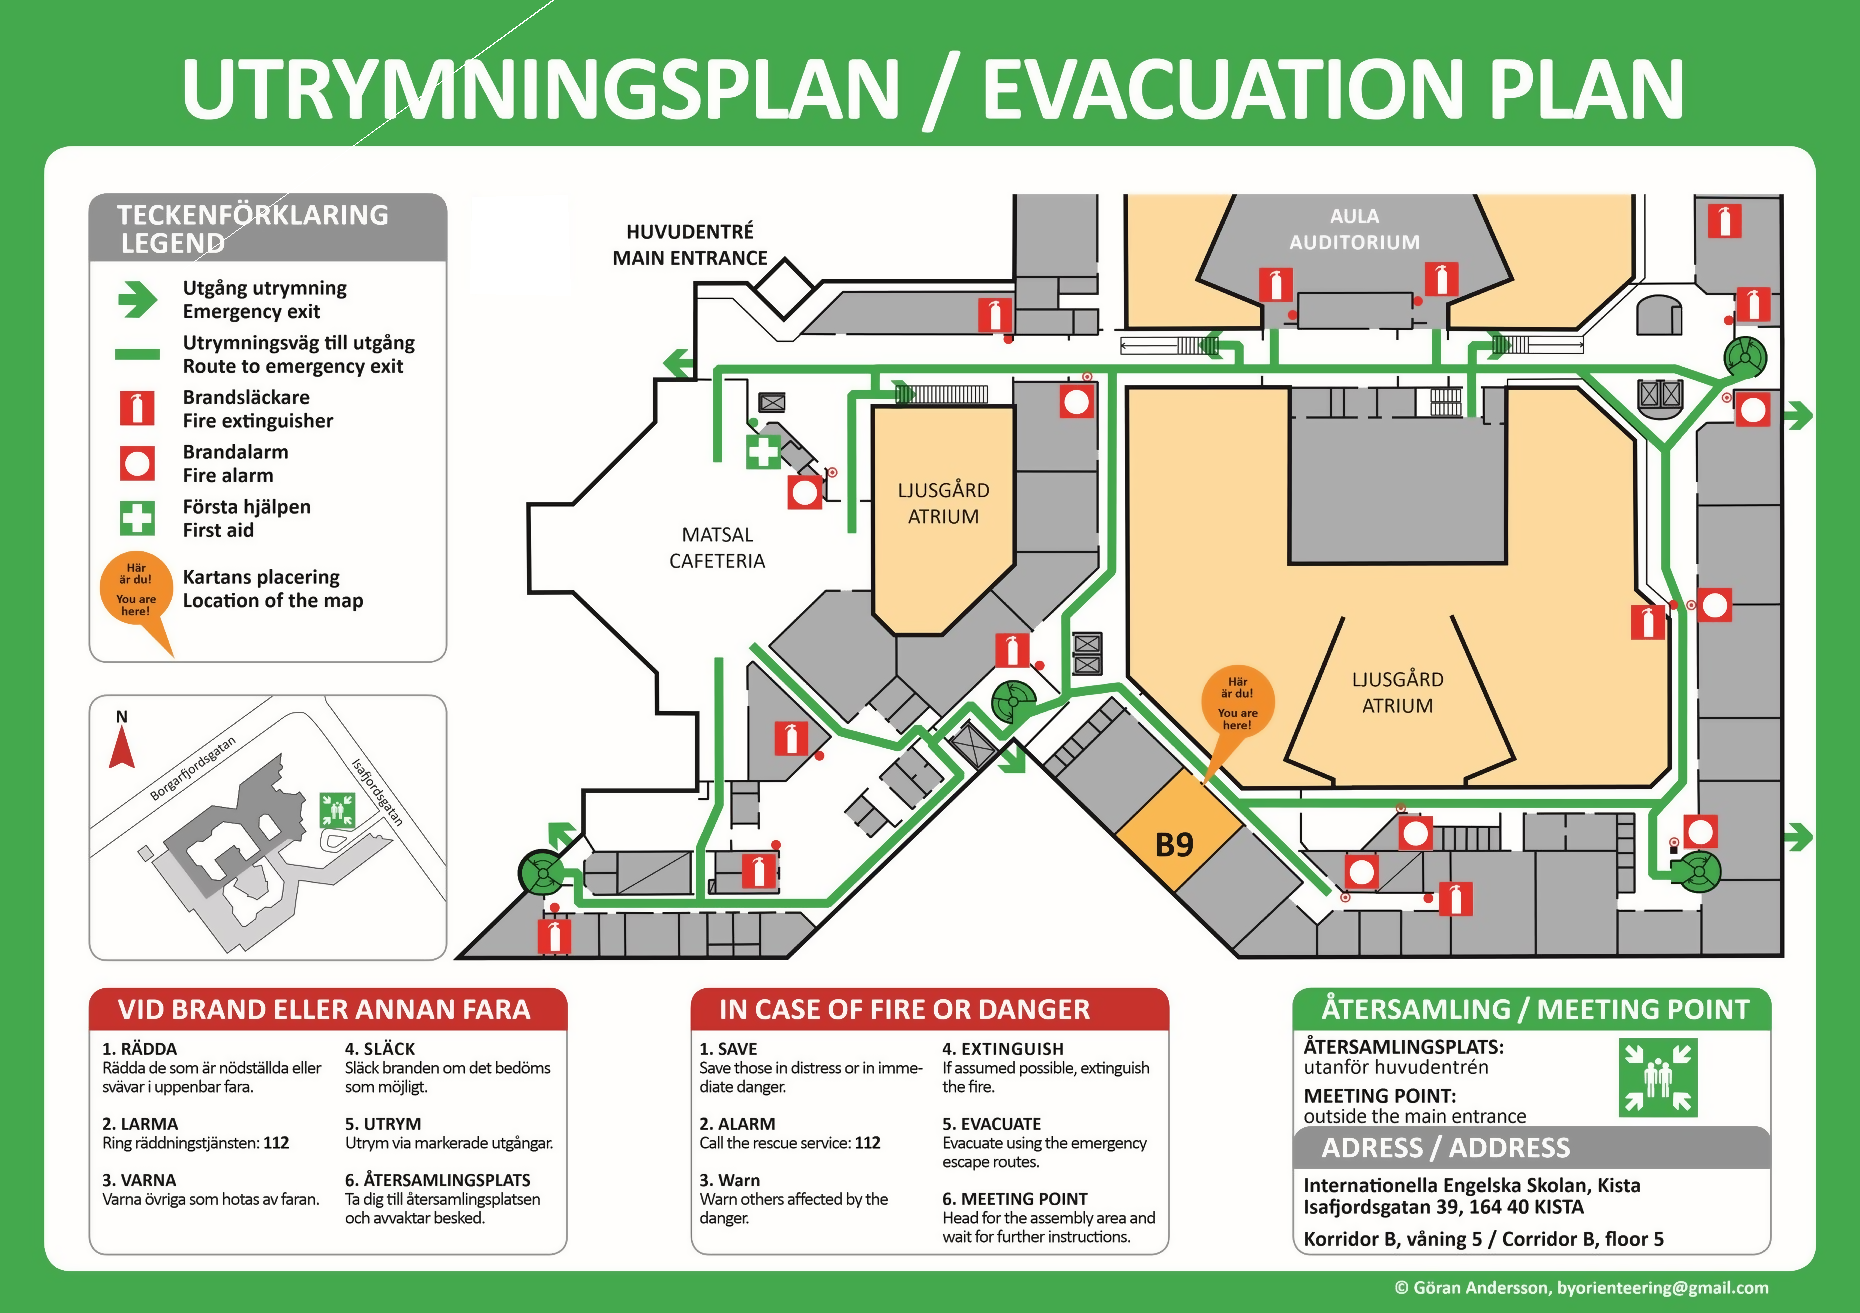 UTRYMNINGSPLAN / EVACUATION PLAN
TECKENFÖRKLARING
LEGEND
Utgång utrymning
Emergency exit
Utrymningsväg till utgång
Route to emergency exit
Brandsläckare
Fire extinguisher
Brandalarm
Fire alarm
Första hjälpen
First aid
Här
är du!
You are
here!
Kartans placering
Location of the map
N
Borgarfjordsgatan
Isafjordsgatan
HUVUDENTRÉ
MAIN ENTRANCE
AULA
AUDITORIUM
LJUSGÅRD
ATRIUM
MATSAL
CAFETERIA
Här
är du!
You are
here!
LJUSGÅRD
ATRIUM
B9
VID BRAND ELLER ANNAN FARA
1. RÄDDA
Rädda de som är nödställda eller
svävar i uppenbar fara.
2. LARMA
Ring räddningstjänsten: 112
3. VARNA
Varna övriga som hotas av faran.
4. SLÄCK
Släck branden om det bedöms
som möjligt.
5. UTRYM
Utrym via markerade utgångar.
6. ÅTERSAMLINGSPLATS
Ta dig till återsamlingsplatsen
och avvaktar besked.
IN CASE OF FIRE OR DANGER
1. SAVE
Save those in distress or in imme-
diate danger.
2. ALARM
Call the rescue service: 112
3. Warn
Warn others affected by the
danger.
4. EXTINGUISH
If assumed possible, extinguish
the fire.
5. EVACUATE
Evacuate using the emergency
escape routes.
6. MEETING POINT
Head for the assembly area and
wait for further instructions.
ÅTERSAMLING / MEETING POINT
ÅTERSAMLINGSPLATS:
utanför huvudentrén
MEETING POINT:
outside the main entrance
ADRESS / ADDRESS
Internationella Engelska Skolan, Kista
Isafjordsgatan 39, 164 40 KISTA
Korridor B, våning 5 / Corridor B, floor 5
© Göran Andersson, byorienteering@gmail.com